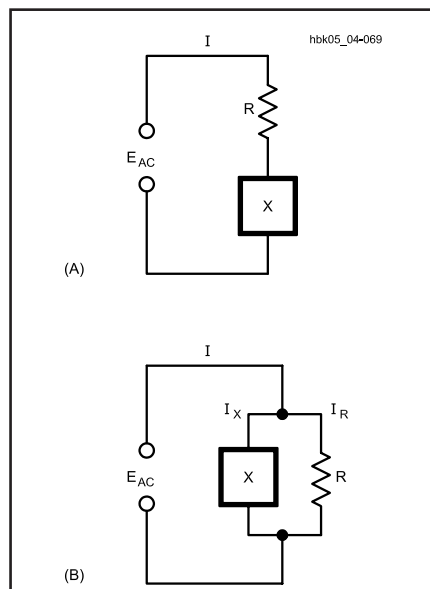 I
hbk05_04-069
R
E AC
X
(A)
I
I X
I R
E AC
X
R
(B)